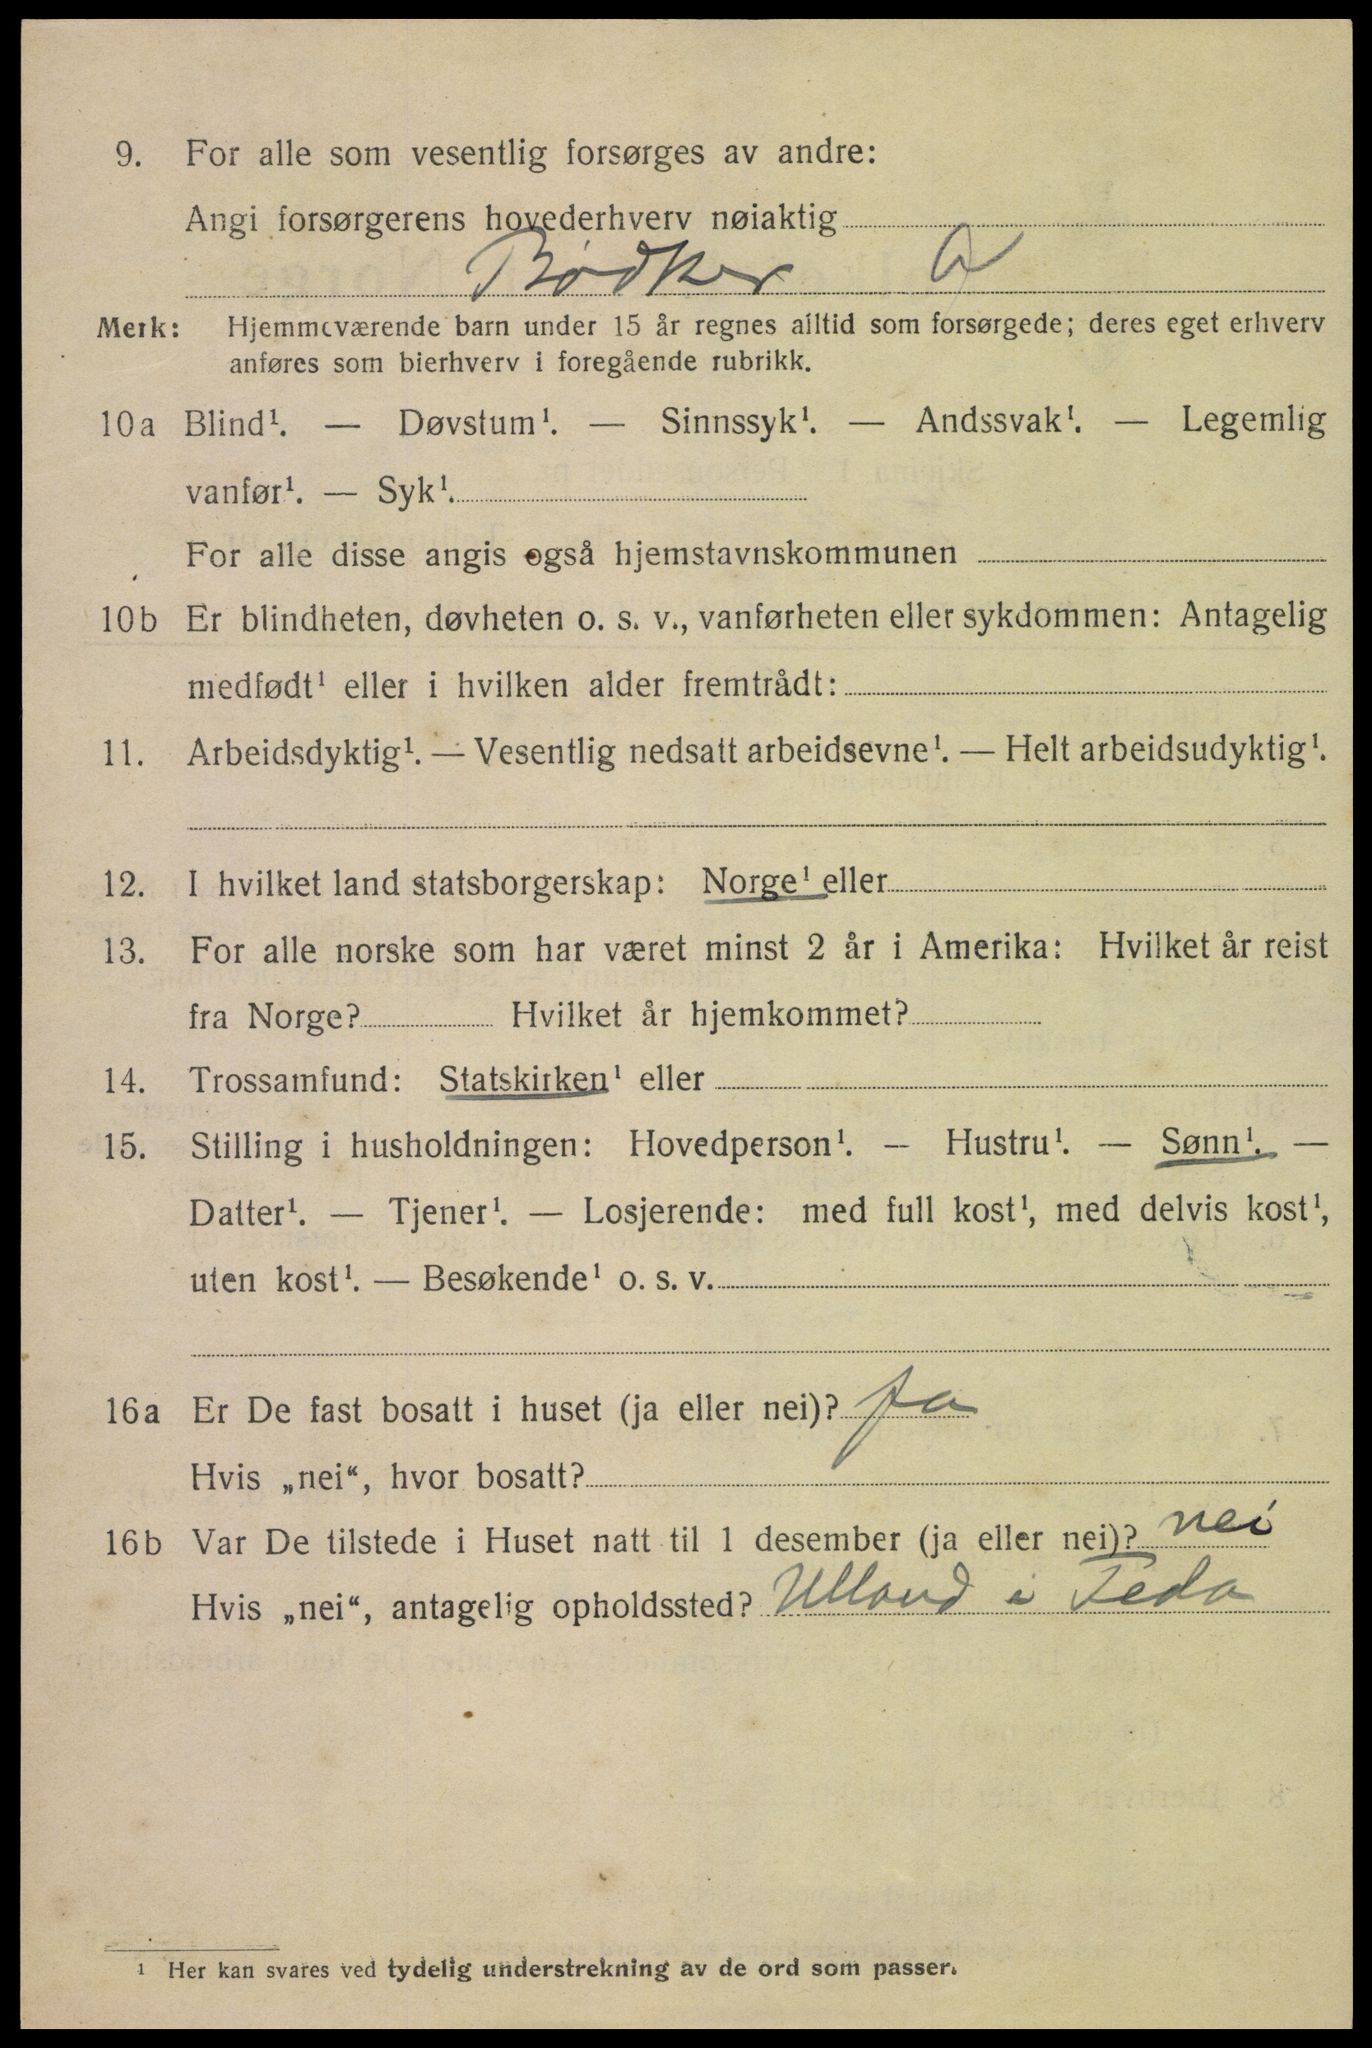 9. For alle som vesentlig forsørges av andre:
Angi forsørgerens hovederhverv nøiaktig
Bødker a
Merk: Hjemmeværende barn under 15 år regnes alltid som forsørgede; deres eget erhverv
anføres som bierhverv i foregående rubrikk.
10a Blind¹. — Døvstum¹. — Sinnssyk¹. — Andssvak¹. — Legemlig
vanfør¹. — Syk¹.
For alle disse angis også hjemstavnskommunen
10b Er blindheten, døvheten o. s. v., vanførheten eller sykdommen: Antagelig
medfødt¹ eller i hvilken alder fremtrådt:
11. Arbeidsdyktig¹. — Vesentlig nedsatt arbeidsevne¹. — Helt arbeidsudyktig¹.
12. I hvilket land statsborgerskap: Norge¹ eller
13. For alle norske som har været minst 2 år i Amerika: Hvilket år reist
fra Norge? Hvilket år hjemkommet?
14. Trossamfund: Statskirken¹ eller
15. Stilling i husholdningen: Hovedperson¹. — Hustru¹. — Sønn¹. —
Datter¹. — Tjener¹. — Losjerende: med full kost¹, med delvis kost¹,
uten kost¹. — Besøkende¹ o. s. v.
16a Er De fast bosatt i huset (ja eller nei)? ja
Hvis „nei“, hvor bosatt?
16b Var De tilstede i Huset natt til 1 desember (ja eller nei)? nei
Hvis „nei“, antagelig opholdssted? Ulland i Feda
¹ Her kan svares ved tydelig understrekning av de ord som passer.